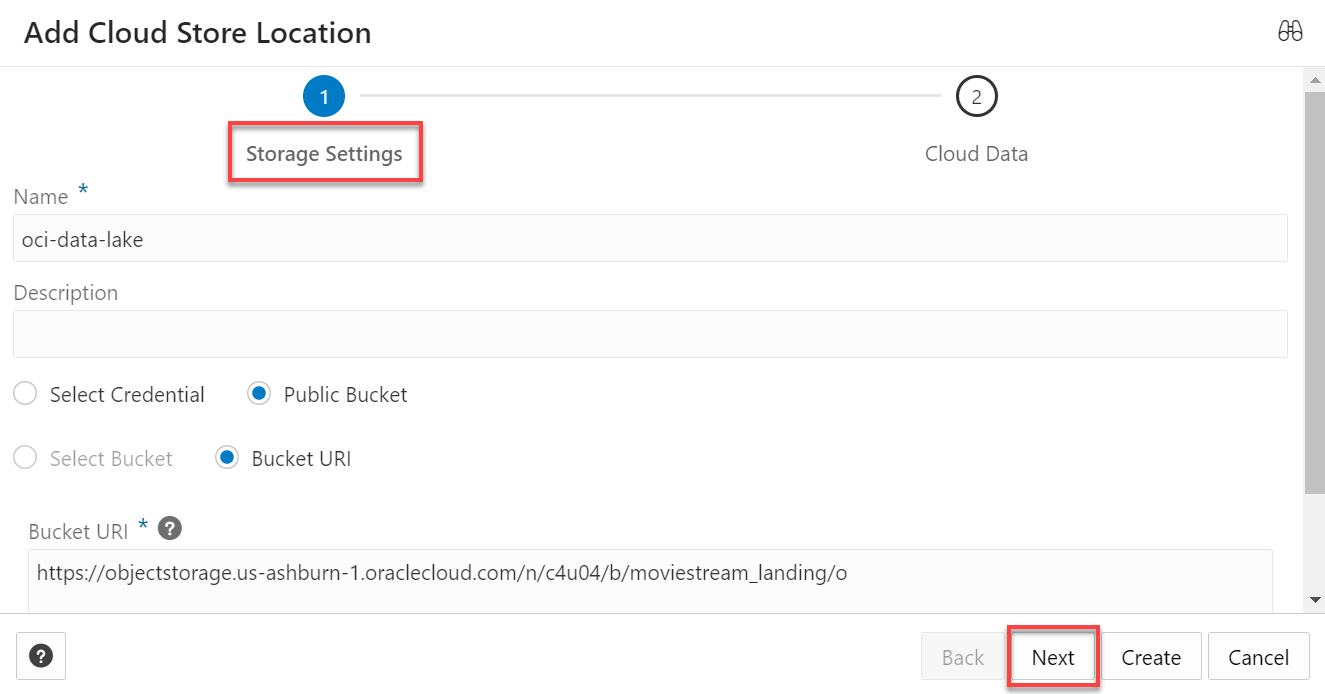 Add Cloud Store Location
1
2
Storage Settings
Cloud Data
Name *
oci-data-lake
Description
Select Credential
Public Bucket
Select Bucket
Bucket URI
Bucket URI * ?
https://objectstorage.us-ashburn-1.oraclecloud.com/n/c4u04/b/moviestream_landing/o
?
Back
Next
Create
Cancel